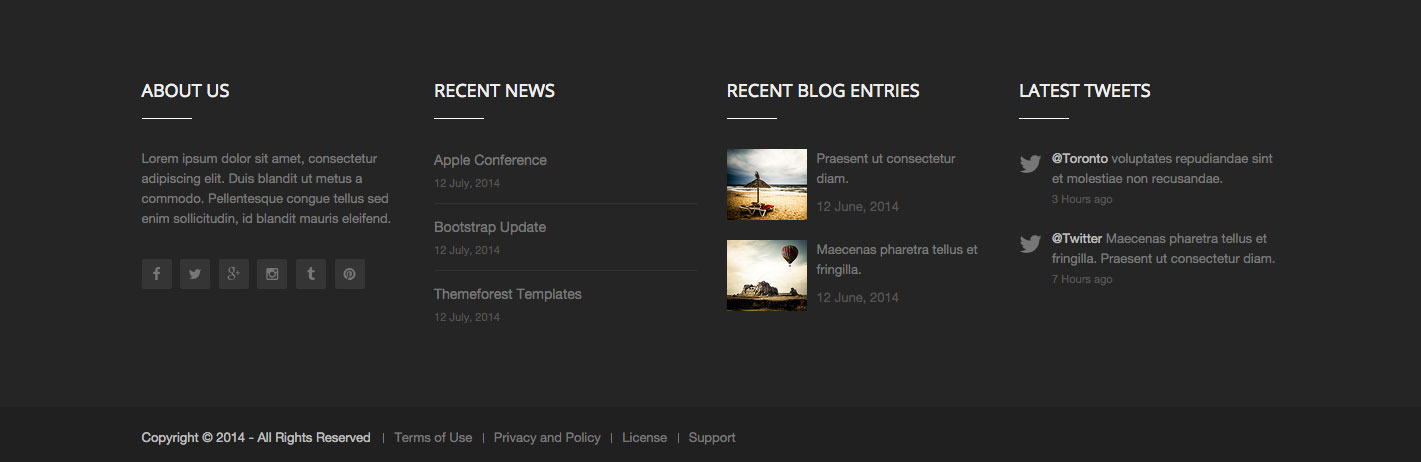 ABOUT US
Lorem ipsum dolor sit amet, consectetur
adipiscing elit. Duis blandit ut metus a
commodo. Pellentesque congue tellus sed
enim sollicitudin, id blandit mauris eleifend.
RECENT NEWS
Apple Conference
12 July, 2014
Bootstrap Update
12 July, 2014
Themeforest Templates
12 July, 2014
RECENT BLOG ENTRIES
Praesent ut consectetur
diam.
12 June, 2014
Maecenas pharetra tellus et
fringilla.
12 June, 2014
LATEST TWEETS
@Toronto voluptates repudiandae sint
et molestiae non recusandae.
3 Hours ago
@Twitter Maecenas pharetra tellus et
fringilla. Praesent ut consectetur diam.
7 Hours ago
Copyright © 2014 - All Rights Reserved | Terms of Use | Privacy and Policy | License | Support